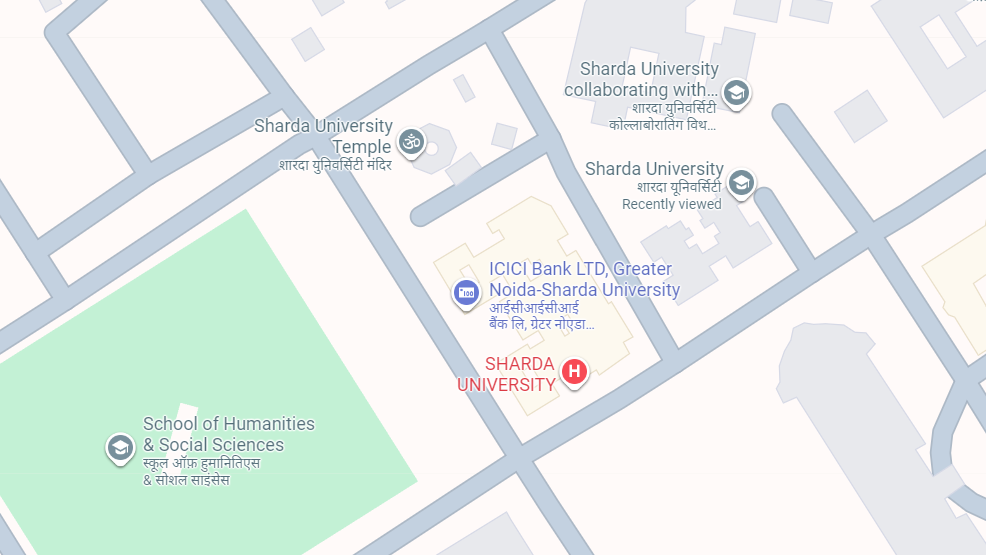 Sharda University
collaborating with...
शारदा युनिवर्सिटी
कोल्लाबोरातिंग विथ...
Sharda University
Temple
शारदा युनिवर्सिटी मंदिर
Sharda University
शारदा यूनिवर्सिटी
Recently viewed
ICICI Bank LTD, Greater
Noida-Sharda University
आईसीआईसीआई
बैंक लि, ग्रेटर नोएडा...
SHARDA
UNIVERSITY
H
School of Humanities
& Social Sciences
स्कूल ऑफ़ हुमानितिएस
& सोशल साइंसेस